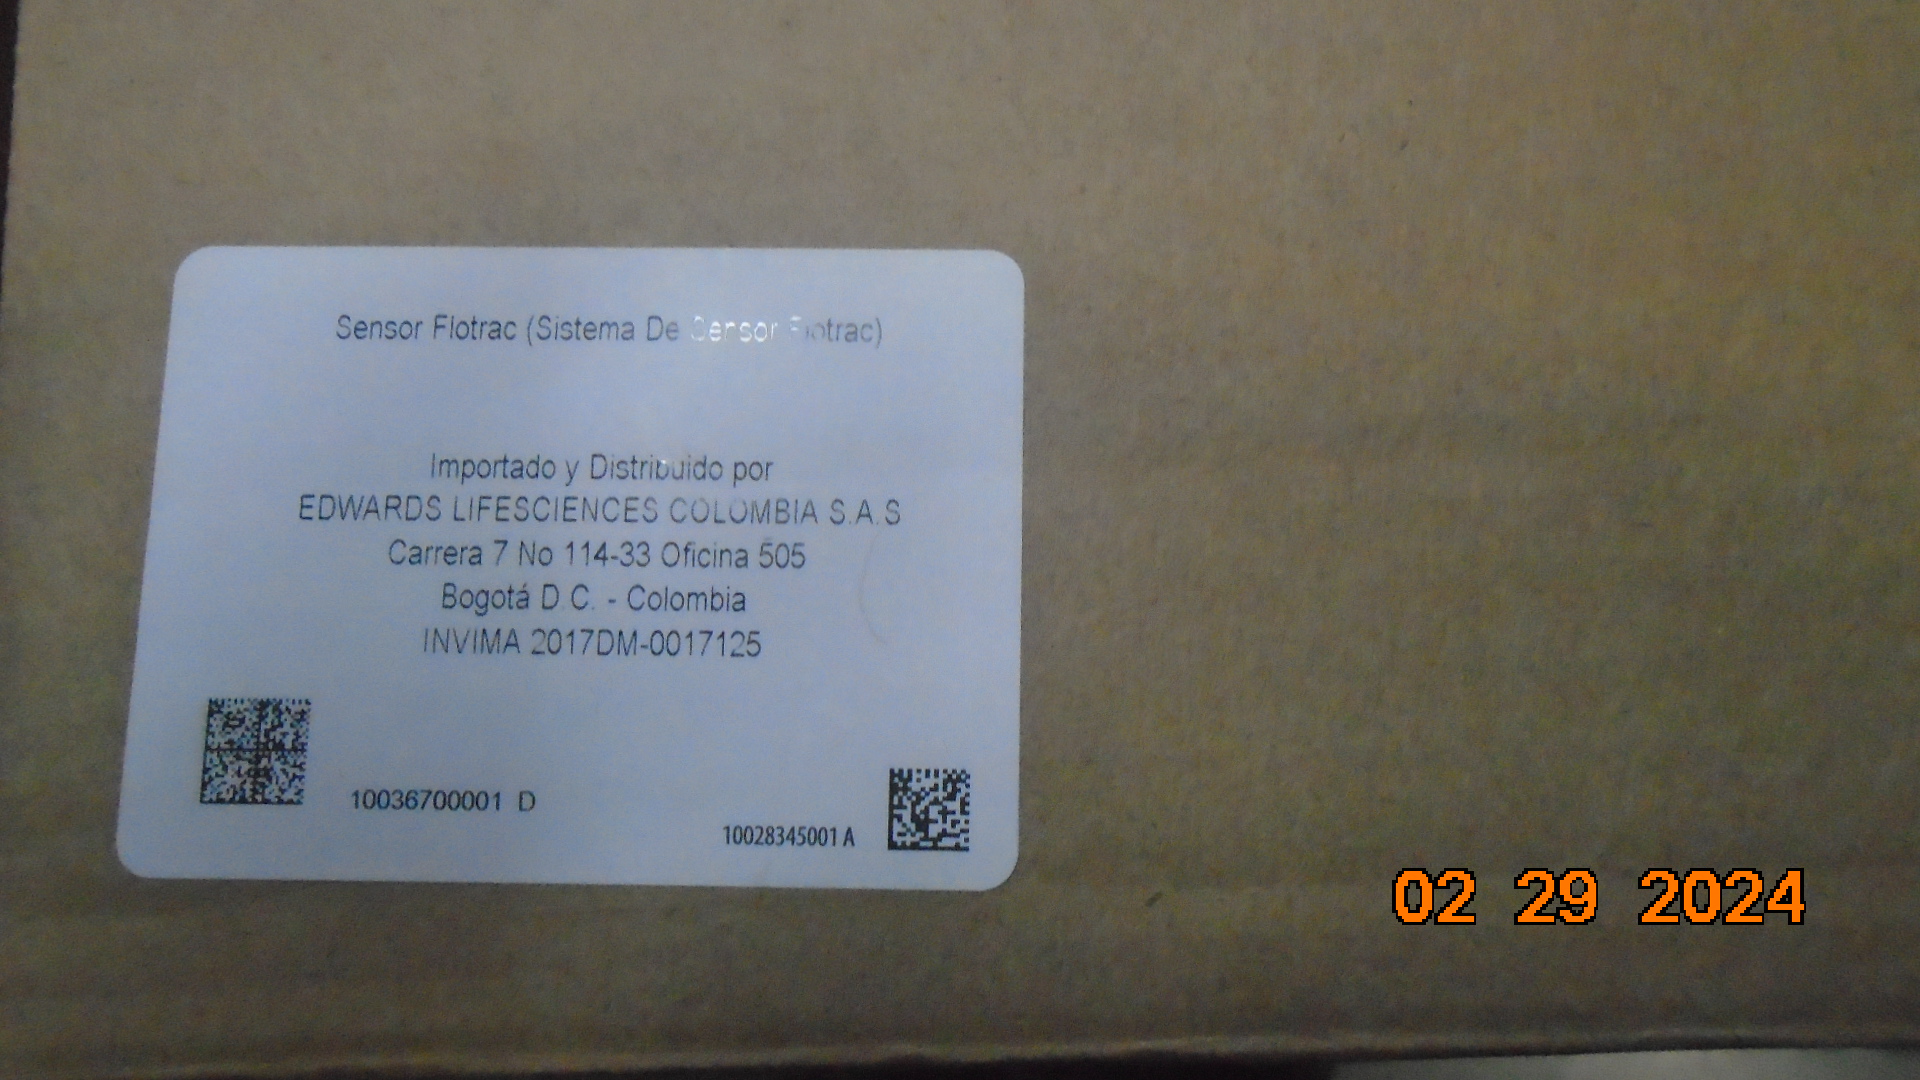 Sensor Flotrac (Sistema De Sensor Flotrac)
Importado y Distribuido por
EDWARDS LIFESCIENCES COLOMBIA S.A.S
Carrera 7 No 114-33 Oficina 505
Bogotá D.C. - Colombia
INVIMA 2017DM-0017125
10036700001 D
10028345001 A
02 29 2024